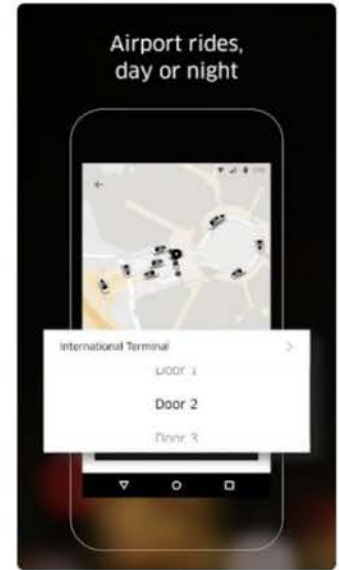 Airport rides,
day or night
International Terminal
Door 1
Door 2
Door 3